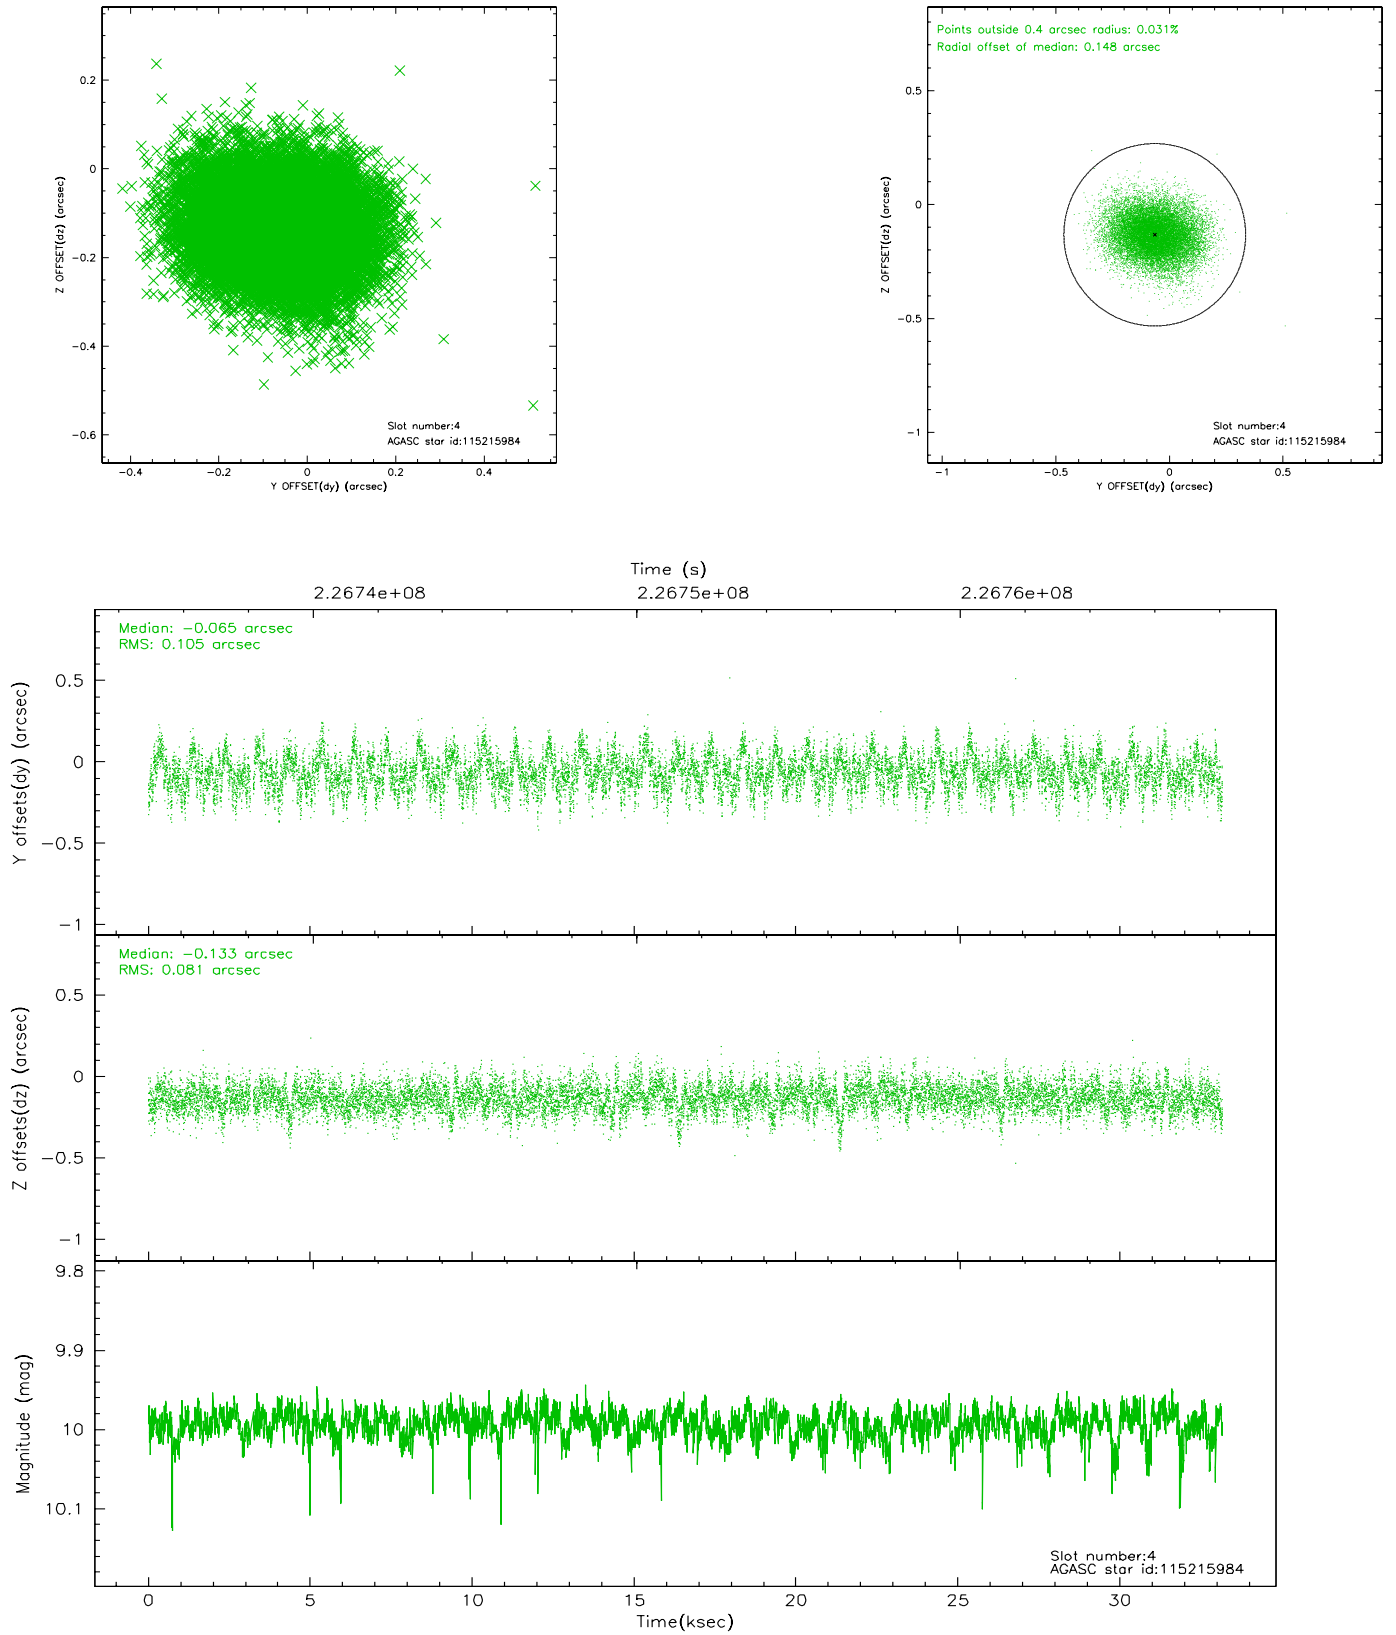 0.2
0
-0.2
-0.4
-0.6
Z OFFSET(dz) (arcsec)
Slot number:4
AGASC star id:115215984
-0.4
-0.2
0
0.2
0.4
Y OFFSET(dy) (arcsec)
Points outside 0.4 arcsec radius: 0.031%
Radial offset of median: 0.148 arcsec
0.5
0
-0.5
-1
Z OFFSET(dz) (arcsec)
Slot number:4
AGASC star id:115215984
-1
-0.5
0
0.5
Y OFFSET(dy) (arcsec)
Time (s)
2.2674e+08
2.2675e+08
2.2676e+08
Median: -0.065 arcsec
RMS: 0.105 arcsec
0.5
0
-0.5
-1
Y offsets(dy) (arcsec)
Median: -0.133 arcsec
RMS: 0.081 arcsec
0.5
0
-0.5
-1
Z offsets(dz) (arcsec)
9.8
9.9
10
10.1
Magnitude (mag)
Slot number:4
AGASC star id:115215984
0
5
10
15
20
25
30
Time(ksec)